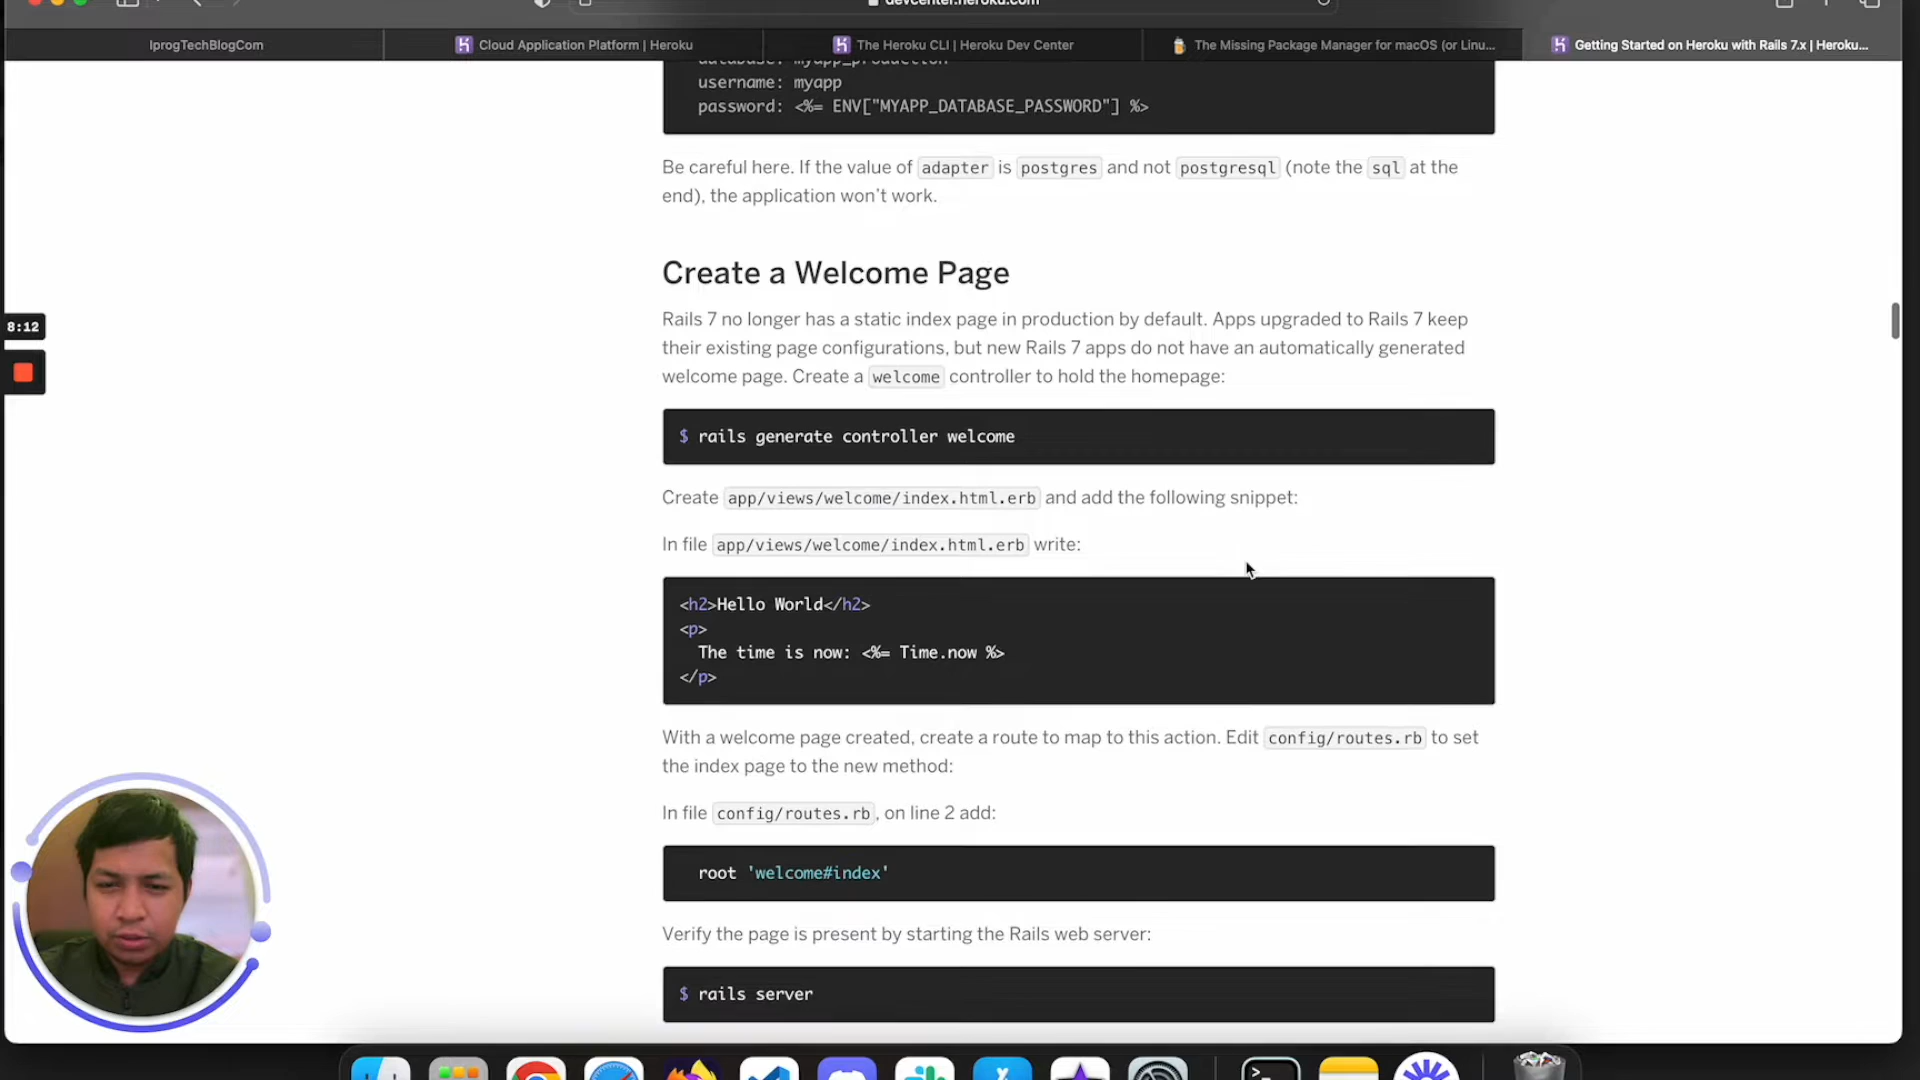 devcenter.heroku.com
IprogTechBlogCom
Cloud Application Platform | Heroku
The Heroku CLI | Heroku Dev Center
The Missing Package Manager for macOS (or Linu...
Getting Started on Heroku with Rails 7.x | Heroku...
database: myapp_production
username: myapp
password: <%= ENV["MYAPP_DATABASE_PASSWORD"] %>
Be careful here. If the value of adapter is postgres and not postgresql (note the sql at the
end), the application won't work.
Create a Welcome Page
Rails 7 no longer has a static index page in production by default. Apps upgraded to Rails 7 keep
their existing page configurations, but new Rails 7 apps do not have an automatically generated
welcome page. Create a welcome controller to hold the homepage:
$ rails generate controller welcome
Create app/views/welcome/index.html.erb and add the following snippet:
In file app/views/welcome/index.html.erb write:
<h2>Hello World</h2>
<p>
The time is now: <%= Time.now %>
</p>
With a welcome page created, create a route to map to this action. Edit config/routes.rb to set
the index page to the new method:
In file config/routes.rb, on line 2 add:
root 'welcome#index'
Verify the page is present by starting the Rails web server:
$ rails server
8:12